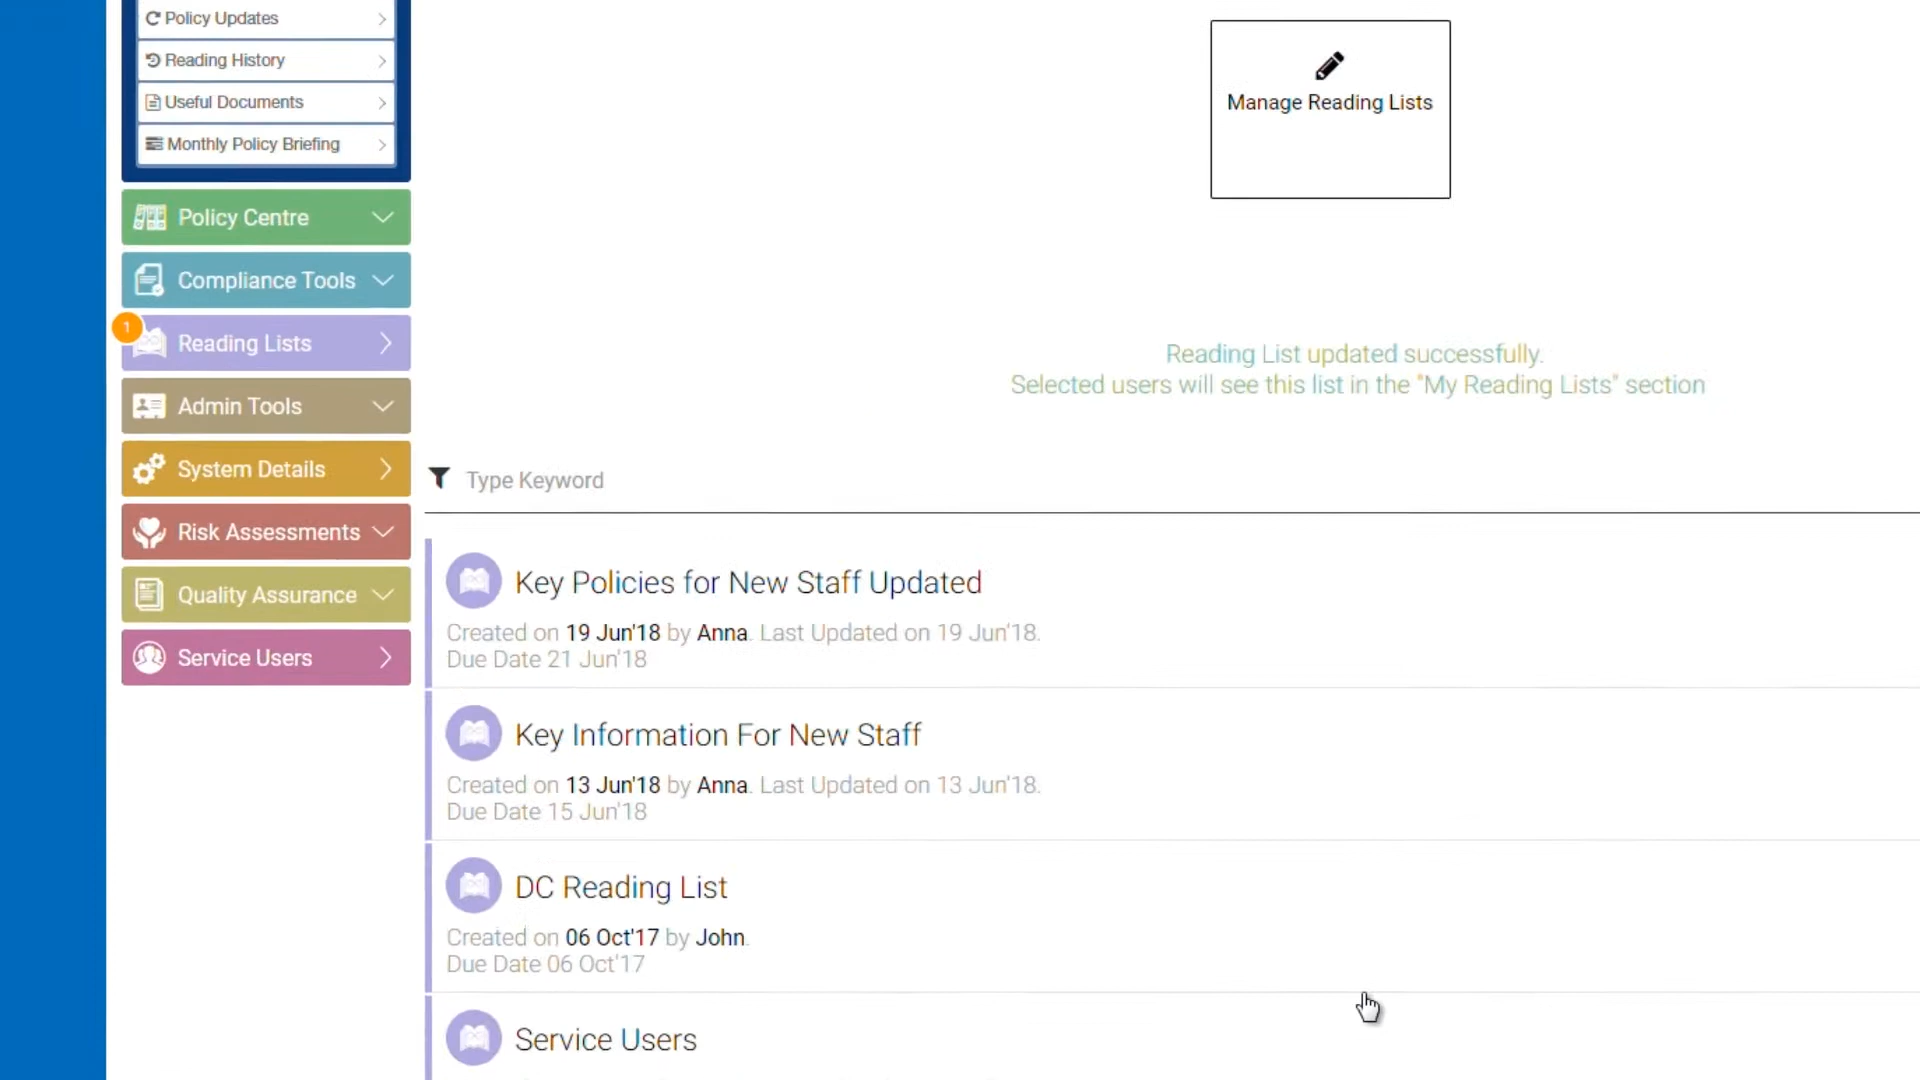 Policy Updates
Reading History
Useful Documents
Monthly Policy Briefing
Policy Centre
Compliance Tools
1
Reading Lists
Admin Tools
System Details
Risk Assessments
Quality Assurance
Service Users
Manage Reading Lists
Reading List updated successfully.
Selected users will see this list in the "My Reading Lists" section
Type Keyword
Key Policies for New Staff Updated
Created on 19 Jun'18 by Anna. Last Updated on 19 Jun'18.
Due Date 21 Jun'18
Key Information For New Staff
Created on 13 Jun'18 by Anna. Last Updated on 13 Jun'18.
Due Date 15 Jun'18
DC Reading List
Created on 06 Oct'17 by John.
Due Date 06 Oct'17
Service Users